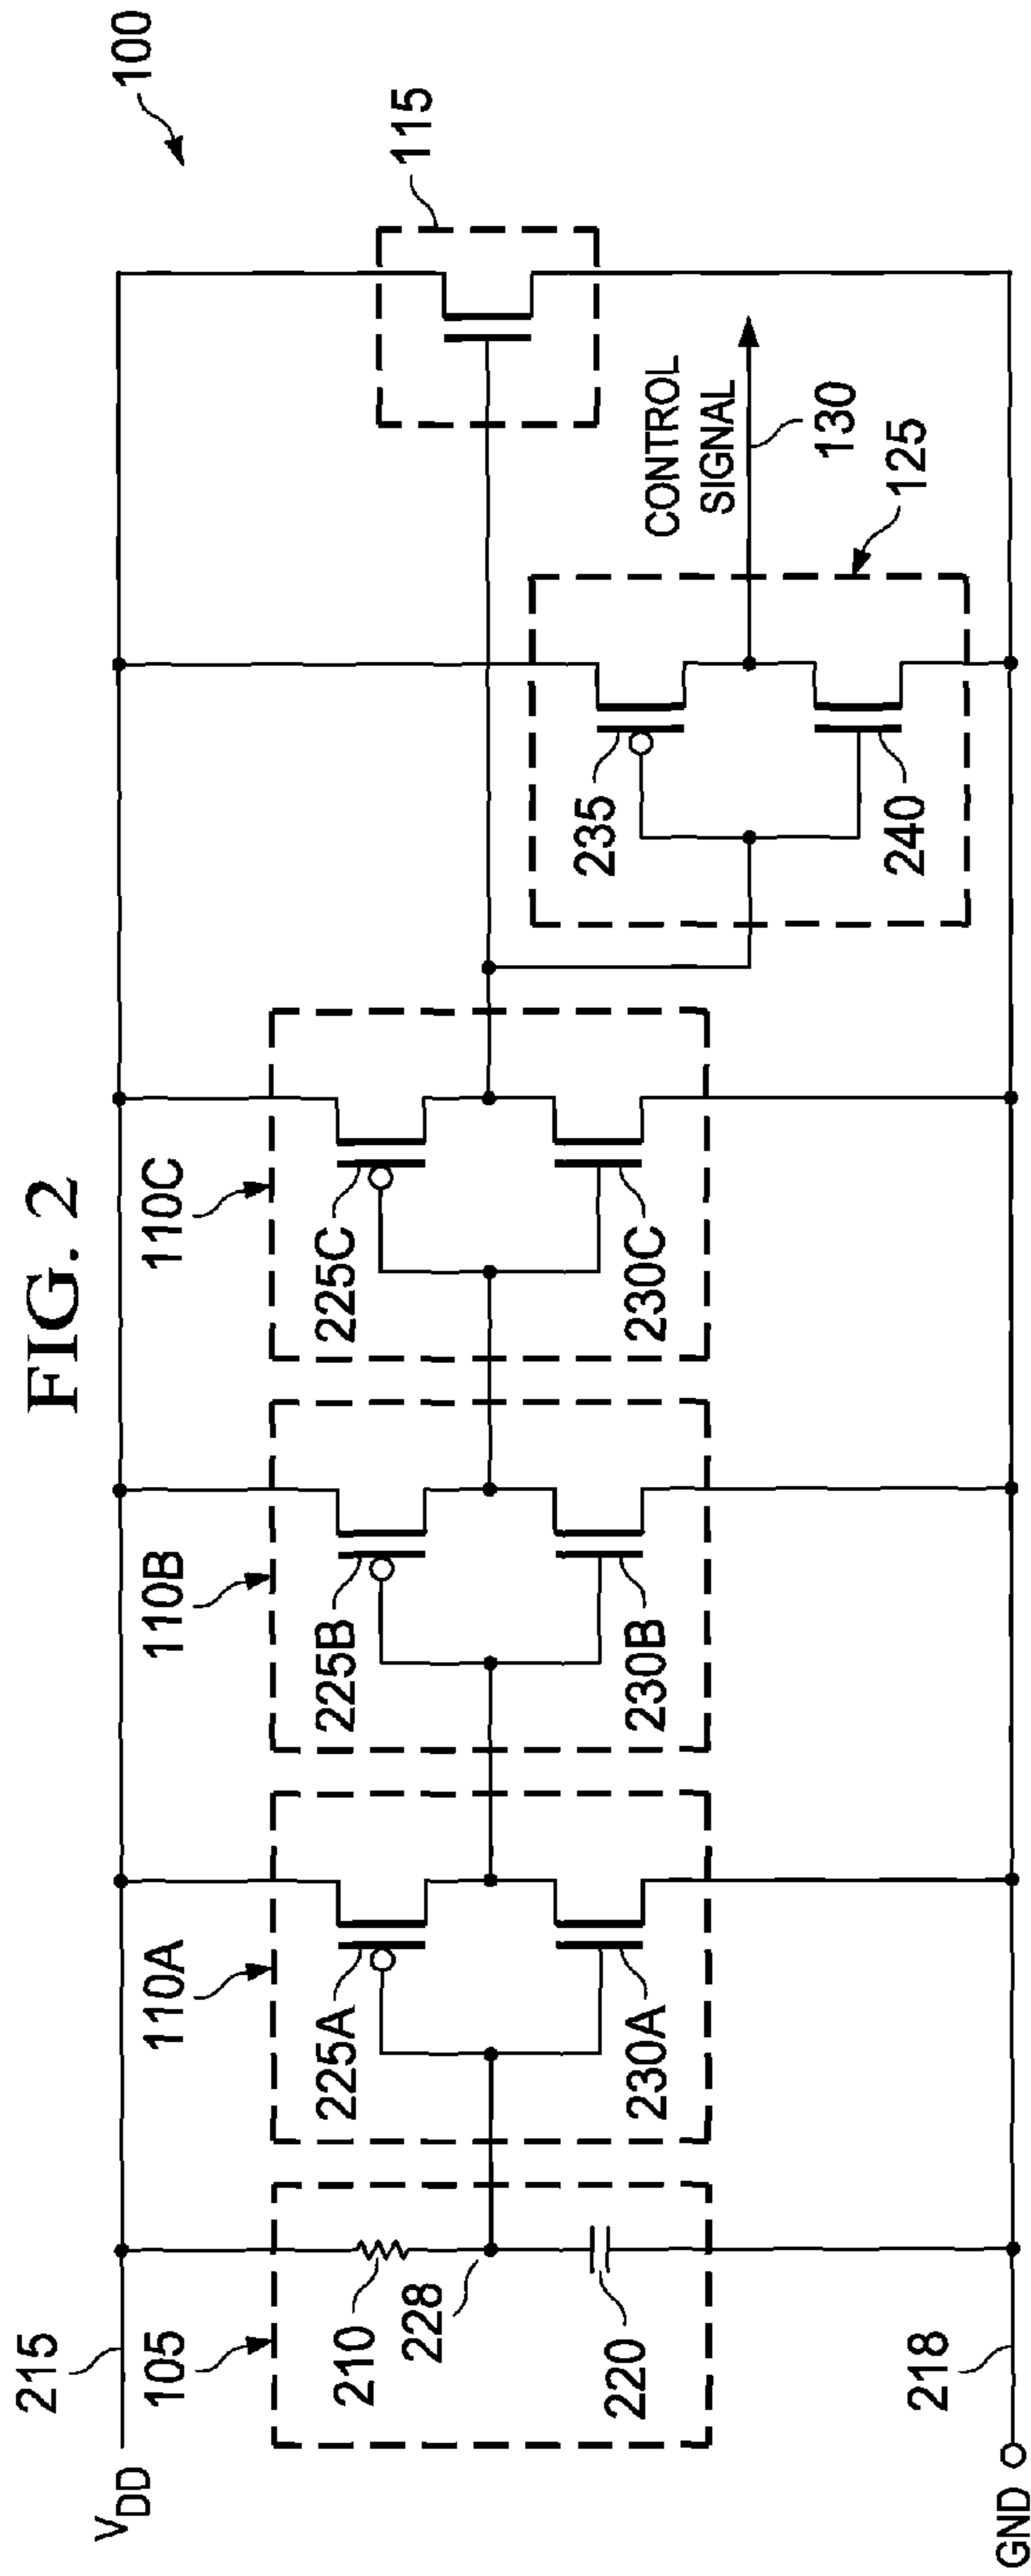 FIG. 2
100
215
V_DD
105
110A
110B
110C
115
210
228
220
225A
230A
225B
230B
225C
230C
235
240
CONTROL
SIGNAL
130
125
218
GND